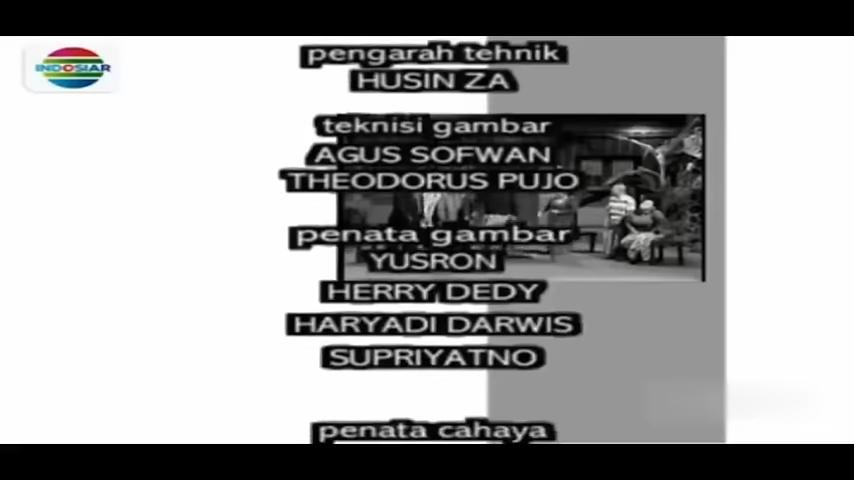 INDOSIAR
pengarah tehnik
HUSIN ZA
teknisi gambar
AGUS SOFWAN
THEODORUS PUJO
penata gambar
YUSRON
HERRY DEDY
HARYADI DARWIS
SUPRIYATNO
penata cahaya